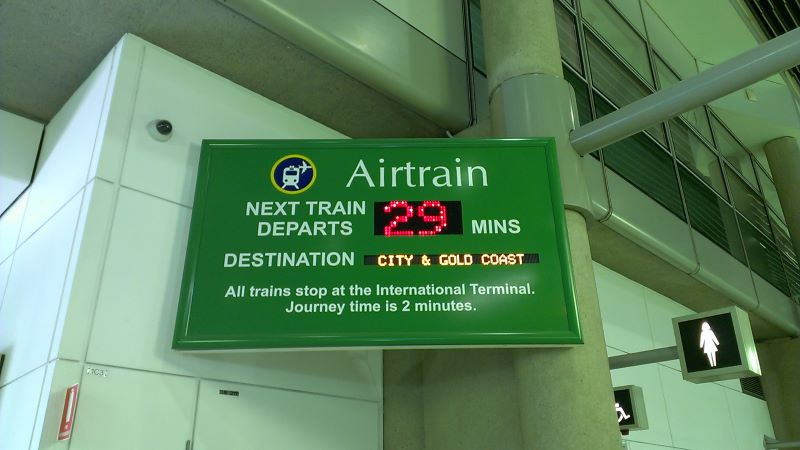 Airtrain
NEXT TRAIN DEPARTS 29 MINS
DESTINATION CITY & GOLD COAST
All trains stop at the International Terminal.
Journey time is 2 minutes.